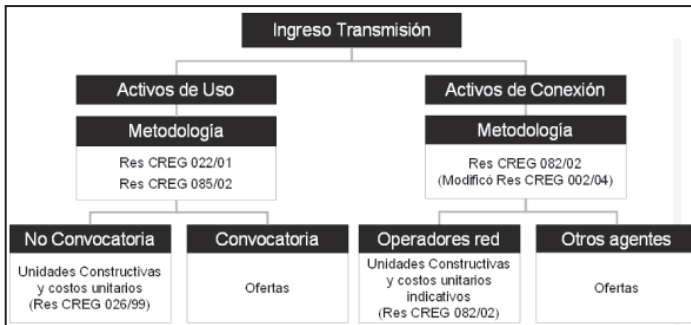 Ingreso Transmisión
Activos de Uso
Activos de Conexión
Metodología
Res CREG 022/01
Res CREG 085/02
Metodología
Res CREG 082/02
(Modificó Res CREG 002/04)
No Convocatoria
Unidades Constructivas
y costos unitarios
(Res CREG 026/99)
Convocatoria
Ofertas
Operadores red
Unidades Constructivas
y costos unitarios
indicativos
(Res CREG 082/02)
Otros agentes
Ofertas